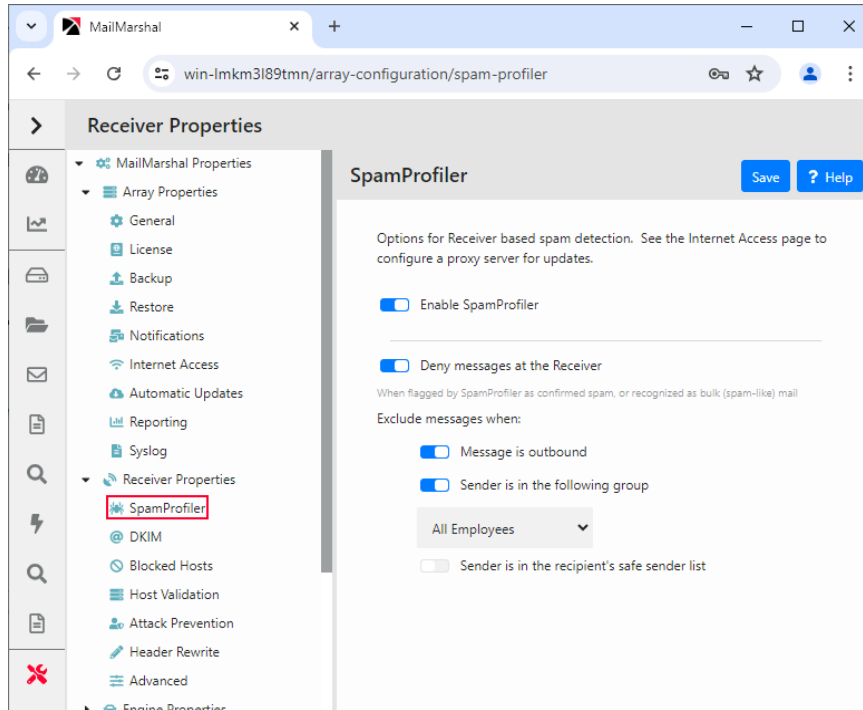 MailMarshal
win-lmkm3l89tmn/array-configuration/spam-profiler
Receiver Properties
MailMarshal Properties
Array Properties
General
License
Backup
Restore
Notifications
Internet Access
Automatic Updates
Reporting
Syslog
Receiver Properties
SpamProfiler
DKIM
Blocked Hosts
Host Validation
Attack Prevention
Header Rewrite
Advanced
Engine Properties
SpamProfiler
Save
? Help
Options for Receiver based spam detection. See the Internet Access page to
configure a proxy server for updates.
Enable SpamProfiler
Deny messages at the Receiver
When flagged by SpamProfiler as confirmed spam, or recognized as bulk (spam-like) mail
Exclude messages when:
Message is outbound
Sender is in the following group
All Employees
Sender is in the recipient's safe sender list